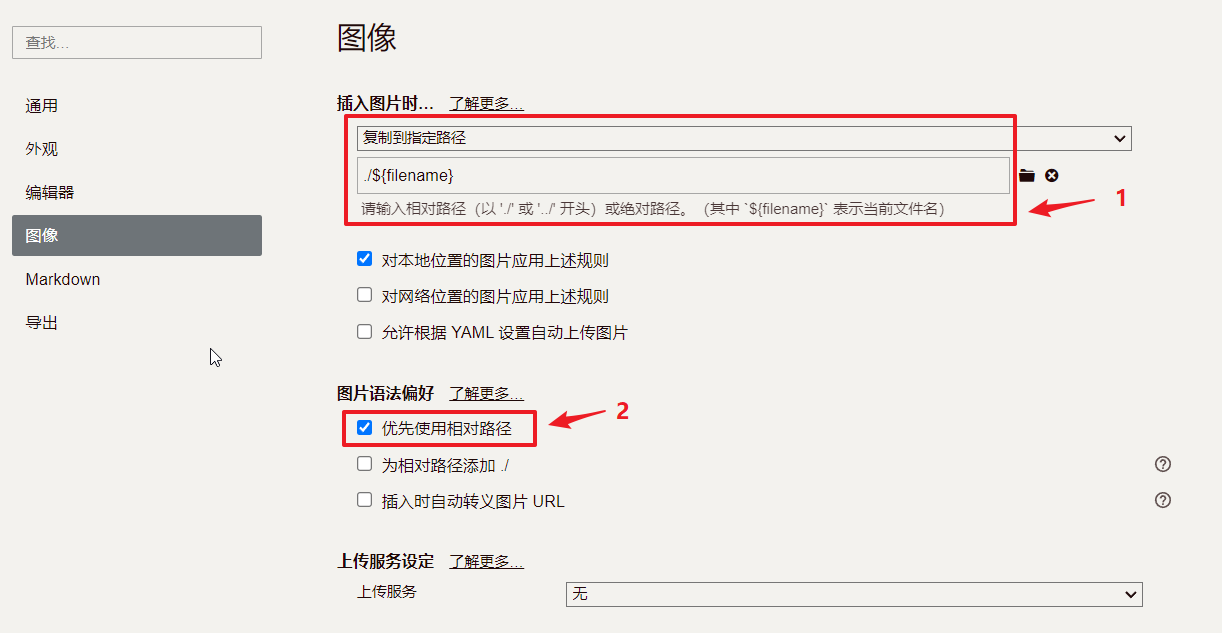 查找...
通用
外观
编辑器
图像
Markdown
导出
图像
插入图片时... 了解更多...
复制到指定路径
./${filename}
请输入相对路径（以 './' 或 '../' 开头）或绝对路径。 （其中 `${filename}` 表示当前文件名）
1
对本地位置的图片应用上述规则
对网络位置的图片应用上述规则
允许根据 YAML 设置自动上传图片
图片语法偏好 了解更多...
优先使用相对路径
2
为相对路径添加 ./
插入时自动转义图片 URL
上传服务设定 了解更多...
上传服务 无